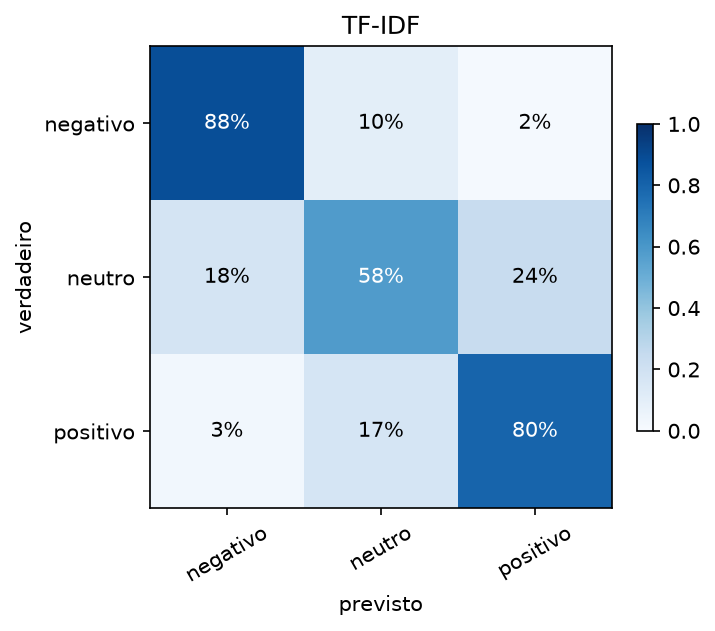 TF-IDF
negativo 88% 10% 2%
neutro 18% 58% 24%
positivo 3% 17% 80%
verdadeiro
negativo neutro positivo
previsto
1.0
0.8
0.6
0.4
0.2
0.0